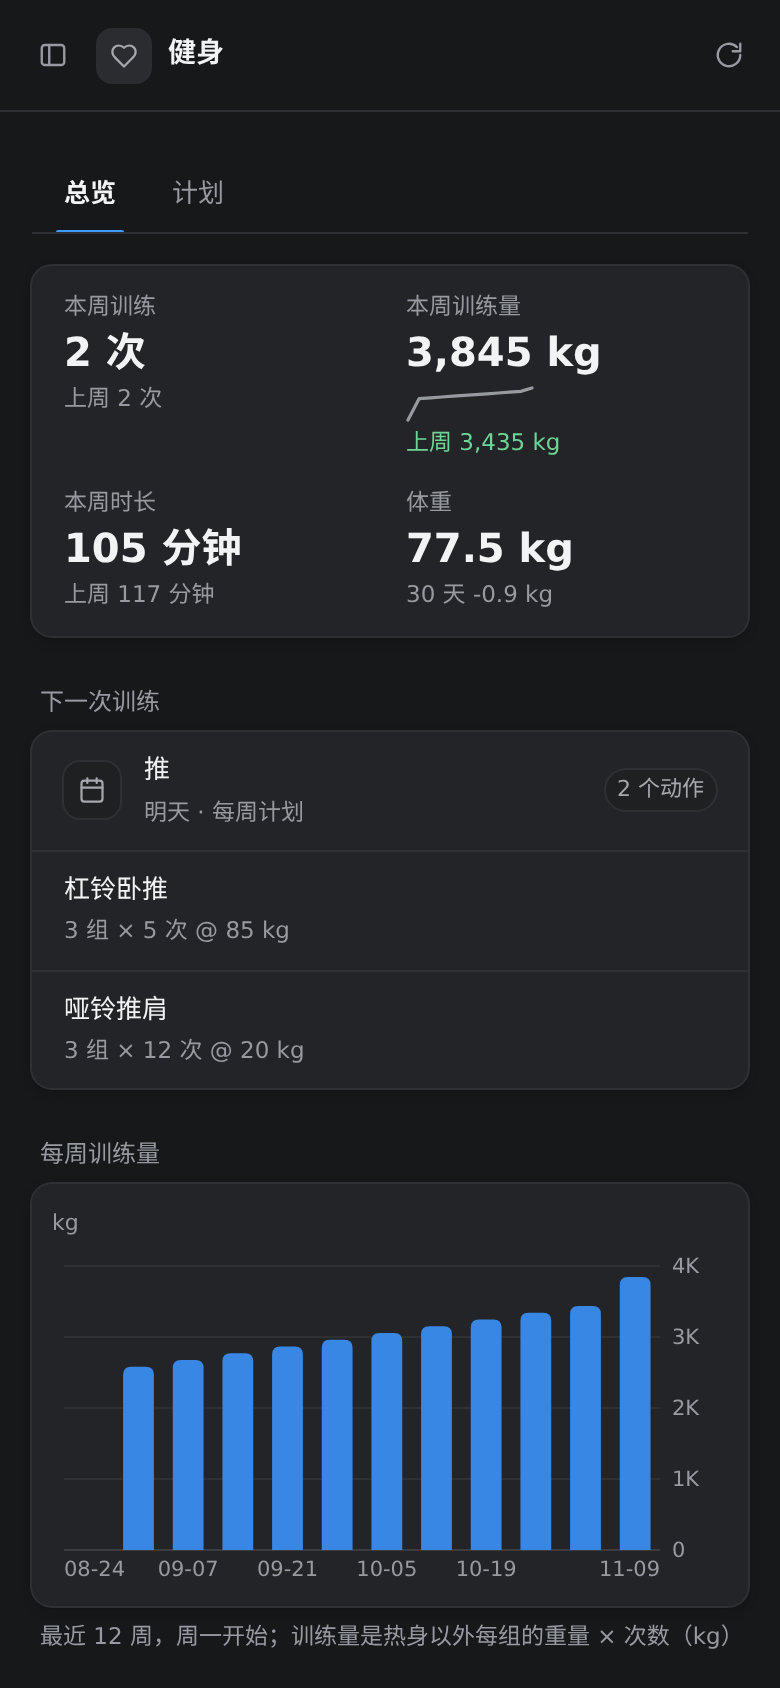 健身
总览
计划
本周训练
2 次
上周 2 次
本周训练量
3,845 kg
上周 3,435 kg
本周时长
105 分钟
上周 117 分钟
体重
77.5 kg
30 天 -0.9 kg
下一次训练
推
明天 · 每周计划
2 个动作
杠铃卧推
3 组 × 5 次 @ 85 kg
哑铃推肩
3 组 × 12 次 @ 20 kg
每周训练量
kg
4K
3K
2K
1K
0
08-24 09-07 09-21 10-05 10-19 11-09
最近 12 周，周一开始；训练量是热身以外每组的重量 × 次数（kg）